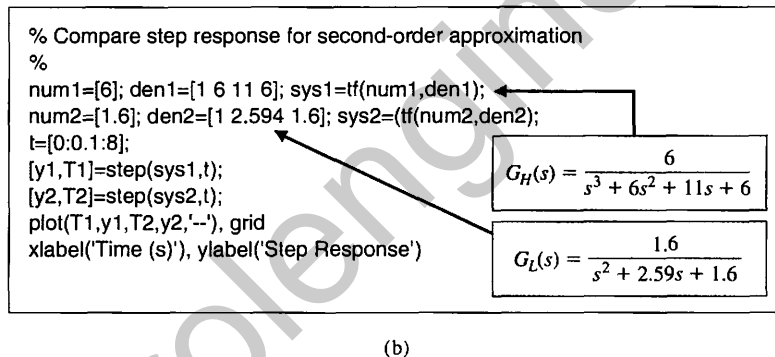 % Compare step response for second-order approximation
%
num1=[6]; den1=[1 6 11 6]; sys1=tf(num1,den1);
num2=[1.6]; den2=[1 2.594 1.6]; sys2=(tf(num2,den2);
t=[0:0.1:8];
[y1,T1]=step(sys1,t);
[y2,T2]=step(sys2,t);
plot(T1,y1,T2,y2,'--'), grid
xlabel('Time (s)'), ylabel('Step Response')
G_H(s) = 6 / (s^3 + 6s^2 + 11s + 6)
G_L(s) = 1.6 / (s^2 + 2.59s + 1.6)
(b)